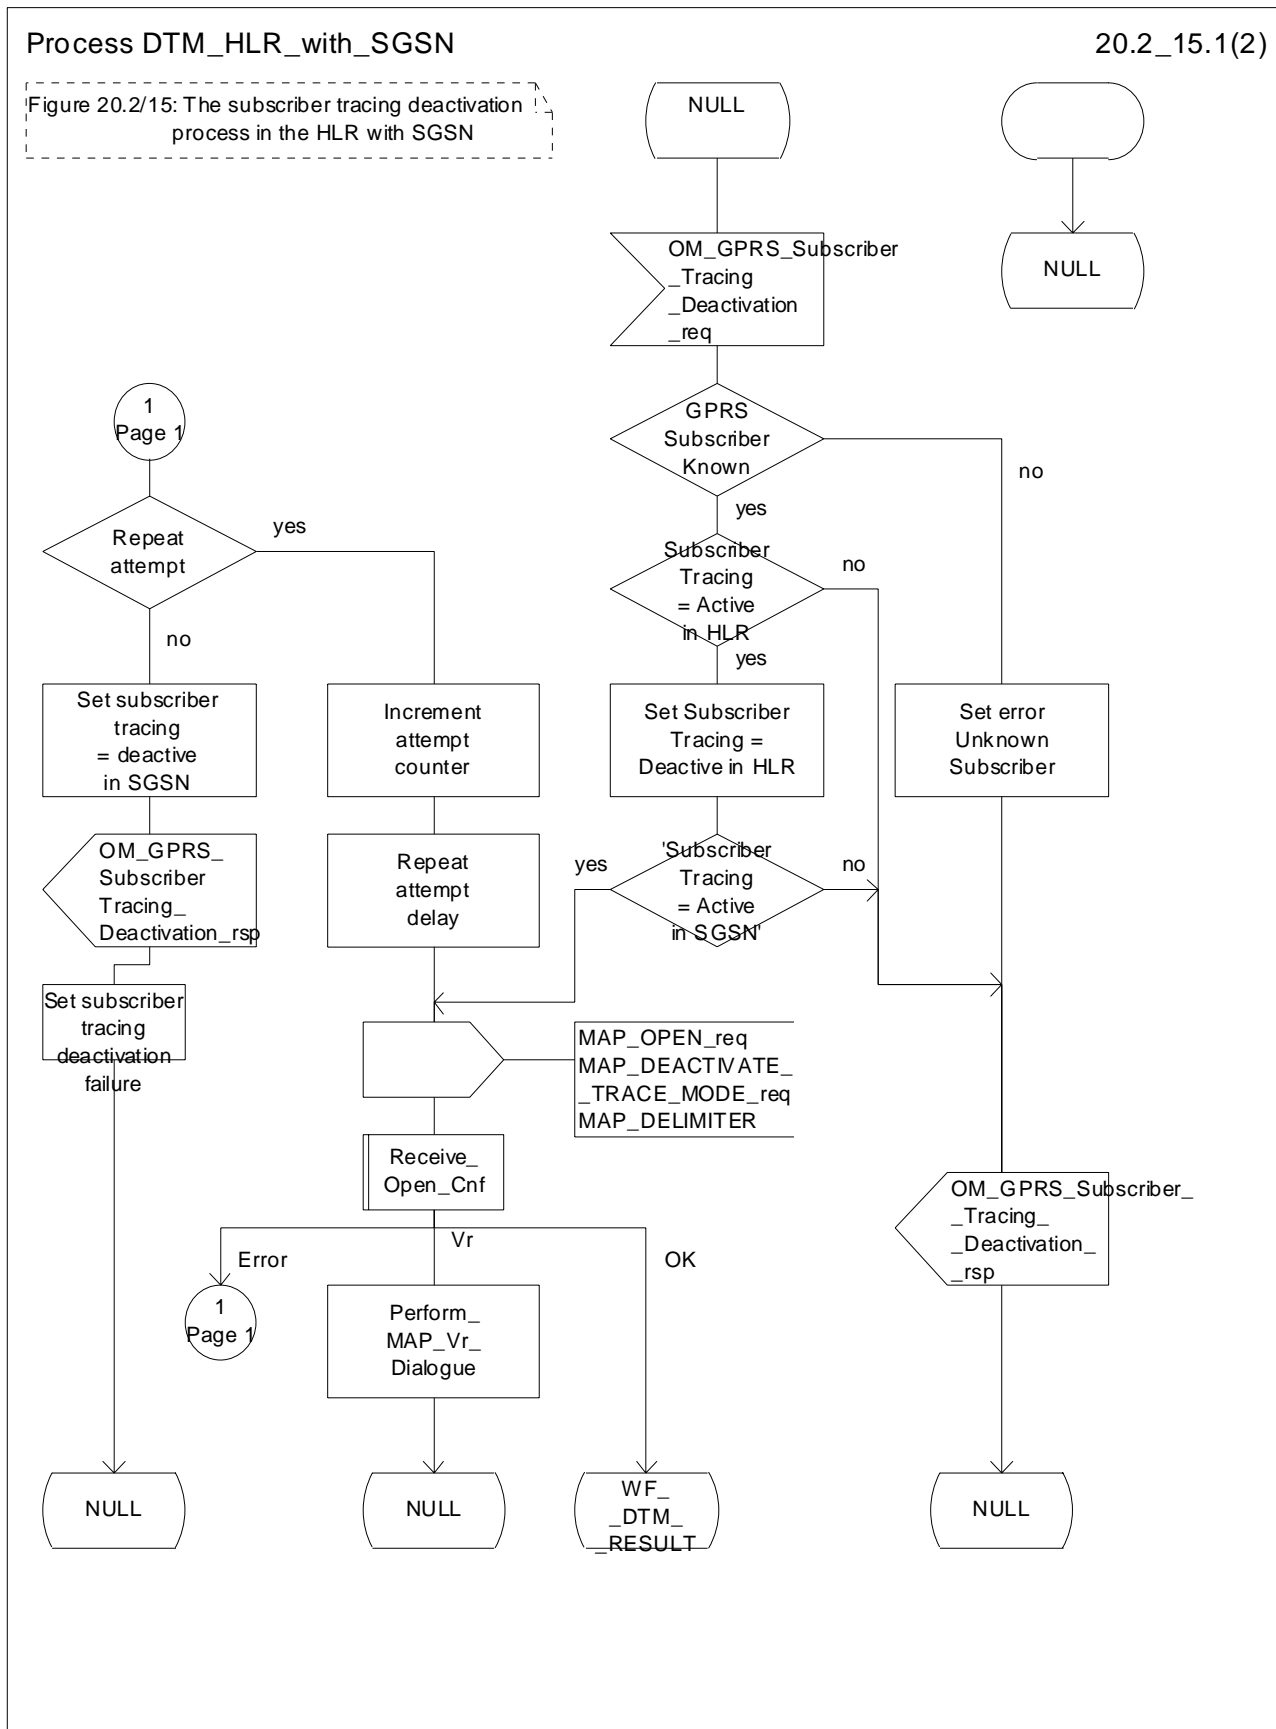 Process DTM_HLR_with_SGSN
20.2_15.1(2)
Figure 20.2/15: The subscriber tracing deactivation
process in the HLR with SGSN
NULL
NULL
OM_GPRS_Subscriber
_Tracing
_Deactivation
_req
GPRS
Subscriber
Known
no
yes
1
Page 1
Repeat
attempt
yes
no
Subscriber
Tracing
= Active
in HLR
no
yes
Set subscriber
tracing
= deactive
in SGSN
Increment
attempt
counter
Set Subscriber
Tracing =
Deactive in HLR
Set error
Unknown
Subscriber
OM_GPRS_
Subscriber
Tracing_
Deactivation_rsp
Repeat
attempt
delay
yes
'Subscriber
Tracing
= Active
in SGSN'
no
Set subscriber
tracing
deactivation
failure
MAP_OPEN_req
MAP_DEACTIVATE_
_TRACE_MODE_req
MAP_DELIMITER
Receive_
Open_Cnf
OM_GPRS_Subscriber_
_Tracing_
_Deactivation_
_rsp
Error
Vr
OK
1
Page 1
Perform_
MAP_Vr_
Dialogue
NULL
NULL
WF_
_DTM_
_RESULT
NULL